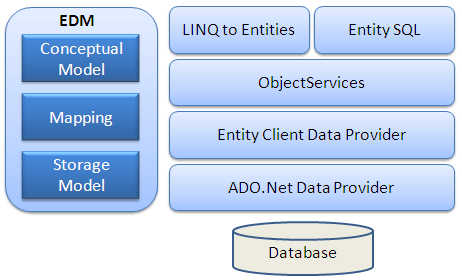 EDM
Conceptual
Model
Mapping
Storage
Model
LINQ to Entities
Entity SQL
ObjectServices
Entity Client Data Provider
ADO.Net Data Provider
Database